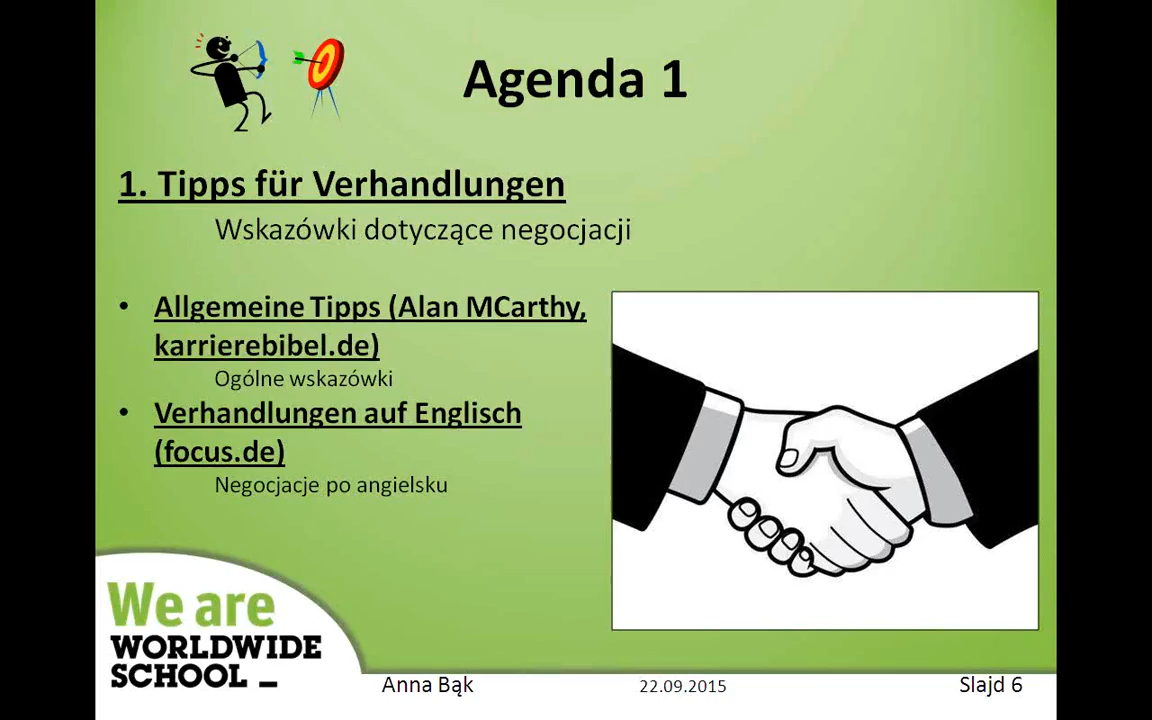 Agenda 1
1. Tipps für Verhandlungen
Wskazówki dotyczące negocjacji
• Allgemeine Tipps (Alan MCarthy,
karrierebibel.de)
Ogólne wskazówki
• Verhandlungen auf Englisch
(focus.de)
Negocjacje po angielsku
We are
WORLDWIDE
SCHOOL _
Anna Bąk 22.09.2015 Slajd 6